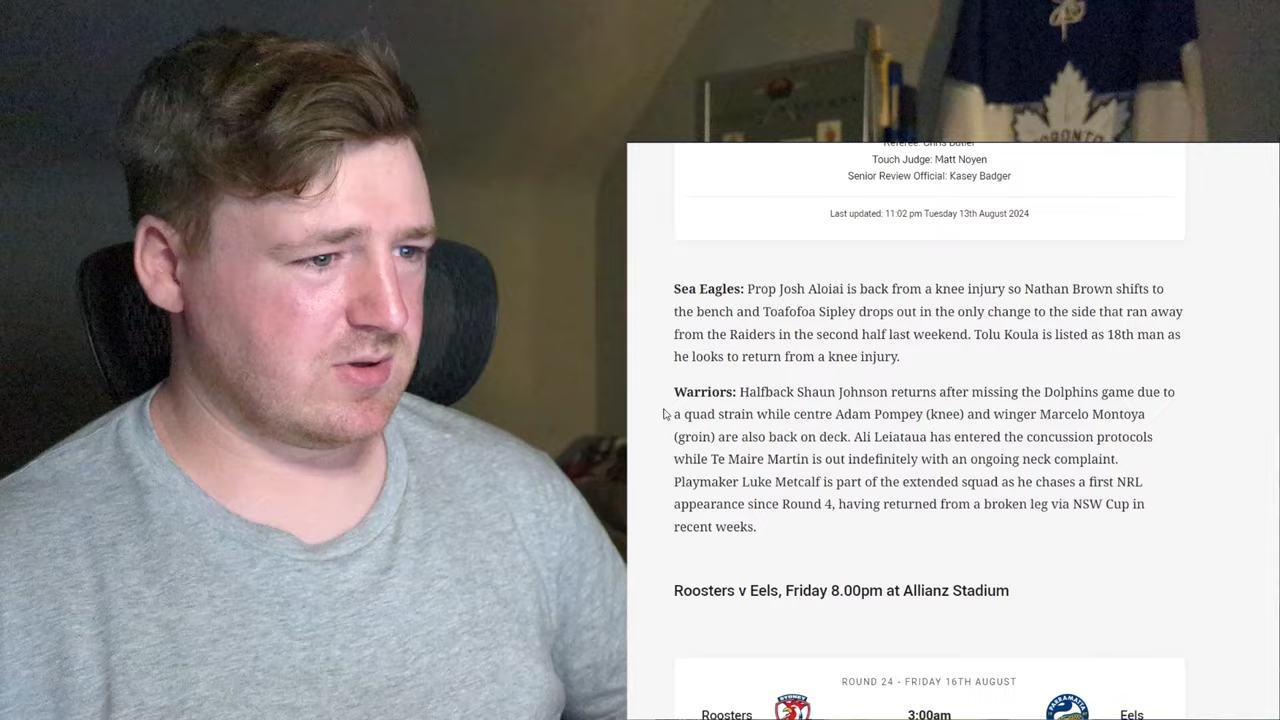 TORONTO
Referee: Chris Butler
Touch Judge: Matt Noyen
Senior Review Official: Kasey Badger
Last updated: 11:02 pm Tuesday 13th August 2024
Sea Eagles: Prop Josh Aloiai is back from a knee injury so Nathan Brown shifts to
the bench and Toafofoa Sipley drops out in the only change to the side that ran away
from the Raiders in the second half last weekend. Tolu Koula is listed as 18th man as
he looks to return from a knee injury.
Warriors: Halfback Shaun Johnson returns after missing the Dolphins game due to
a quad strain while centre Adam Pompey (knee) and winger Marcelo Montoya
(groin) are also back on deck. Ali Leiataua has entered the concussion protocols
while Te Maire Martin is out indefinitely with an ongoing neck complaint.
Playmaker Luke Metcalf is part of the extended squad as he chases a first NRL
appearance since Round 4, having returned from a broken leg via NSW Cup in
recent weeks.
Roosters v Eels, Friday 8.00pm at Allianz Stadium
ROUND 24 - FRIDAY 16TH AUGUST
Roosters SYDNEY 3:00am PARRAMATTA Eels